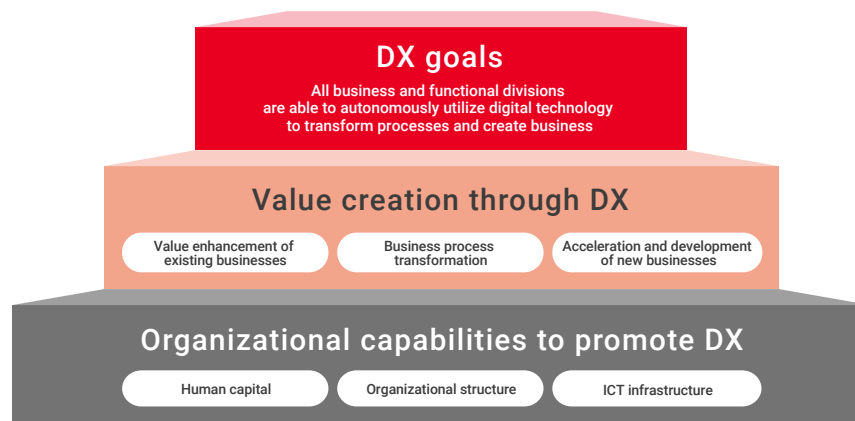 DX goals
All business and functional divisions
are able to autonomously utilize digital technology
to transform processes and create business
Value creation through DX
Value enhancement of
existing businesses
Business process
transformation
Acceleration and development
of new businesses
Organizational capabilities to promote DX
Human capital
Organizational structure
ICT infrastructure